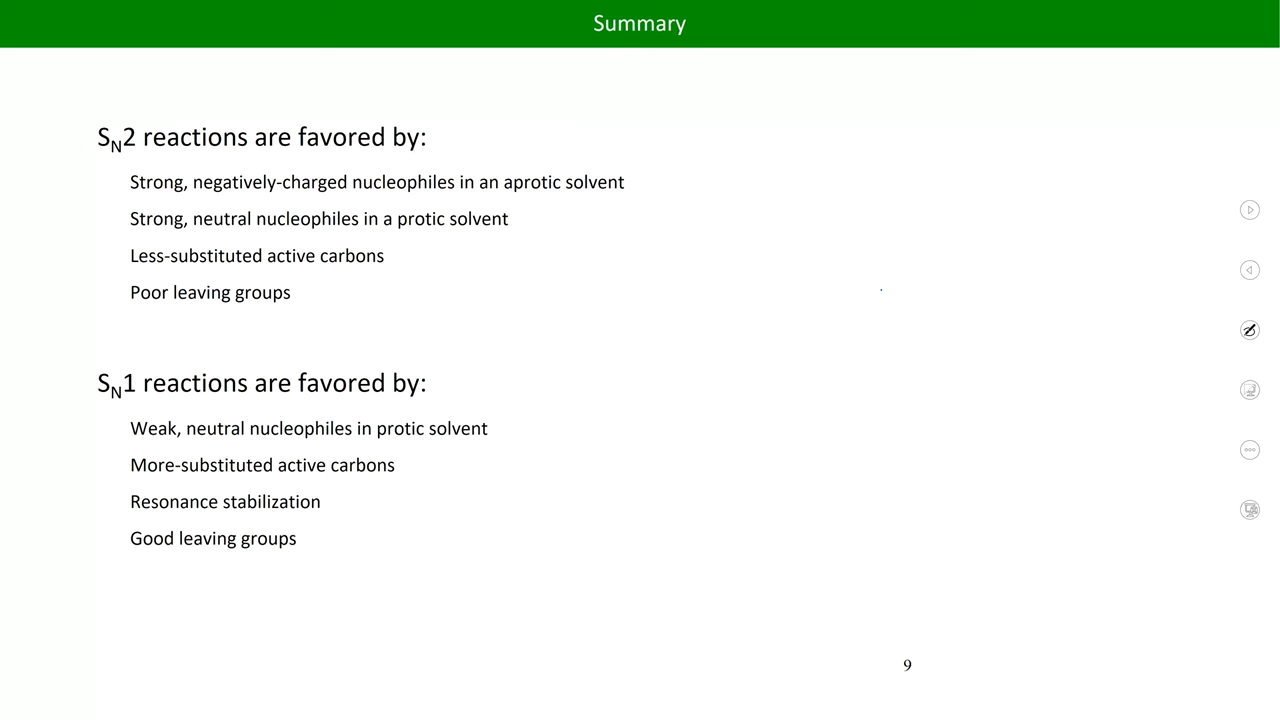 Summary
S_N2 reactions are favored by:
Strong, negatively-charged nucleophiles in an aprotic solvent
Strong, neutral nucleophiles in a protic solvent
Less-substituted active carbons
Poor leaving groups
S_N1 reactions are favored by:
Weak, neutral nucleophiles in protic solvent
More-substituted active carbons
Resonance stabilization
Good leaving groups
9